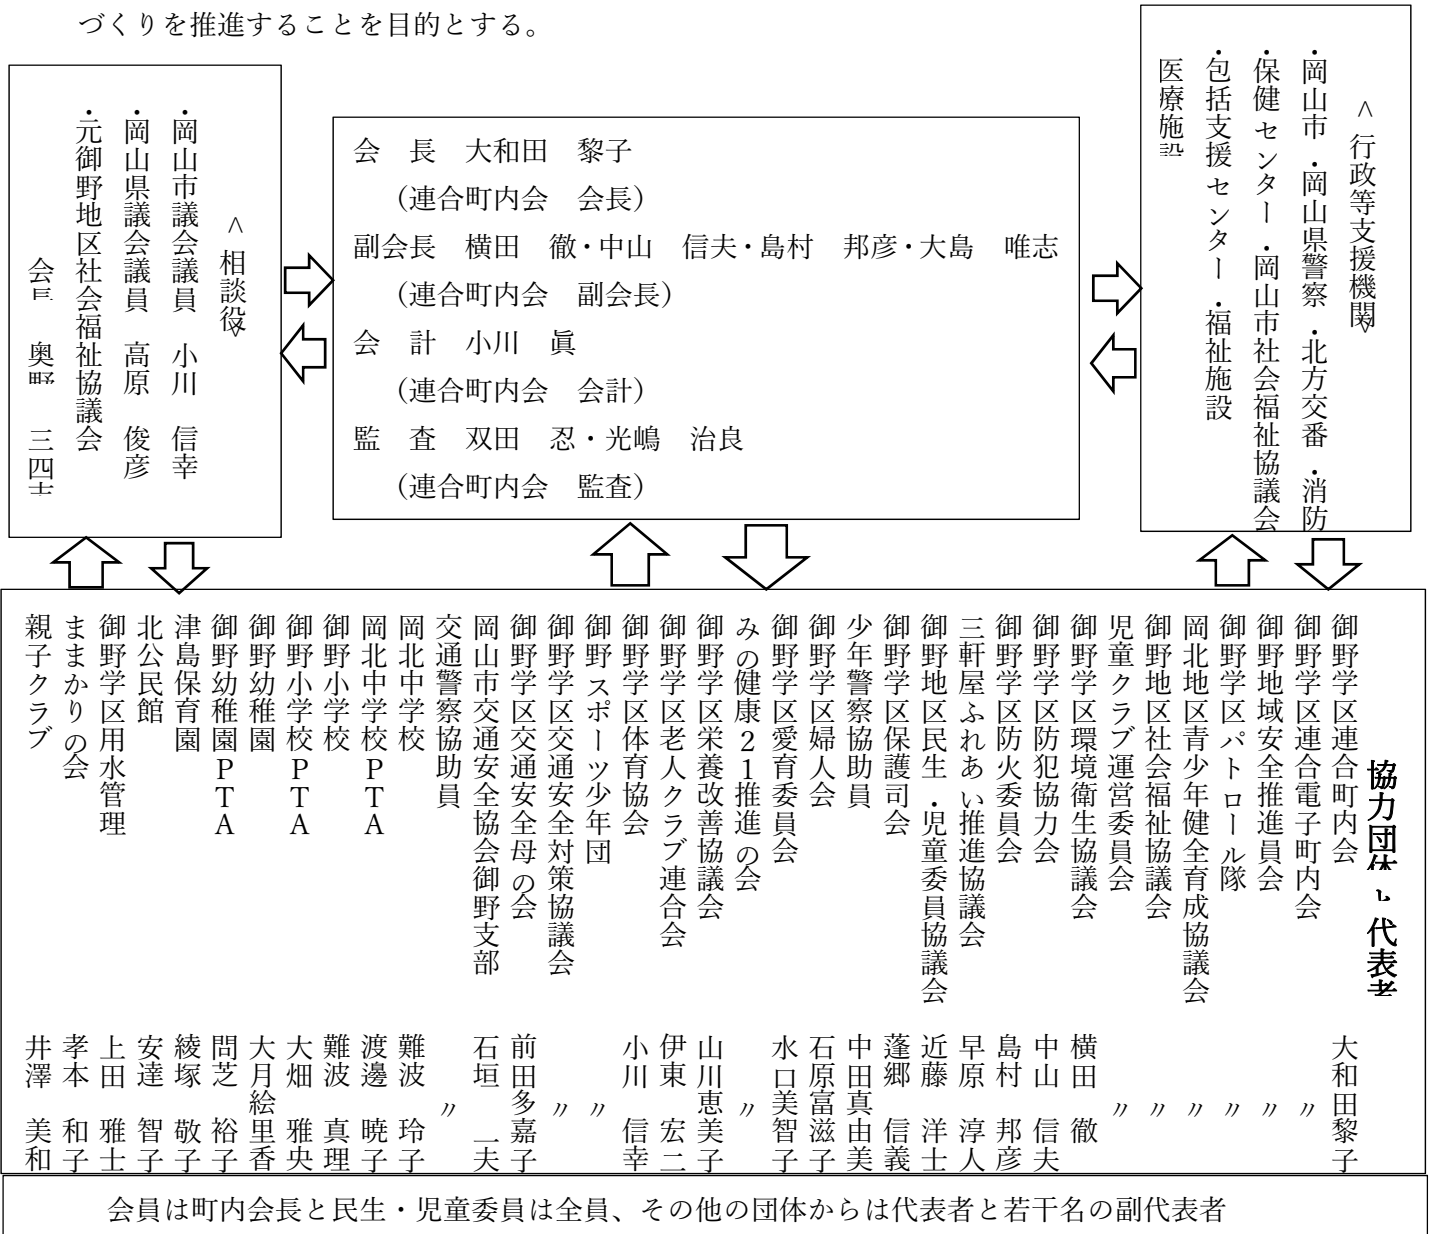 づくりを推進することを目的とする。
＜相談役＞
・岡山市議会議員　小川　信幸
・岡山県議会議員　高原　俊彦
・元御野地区社会福祉協議会
会長　奥野　三四
会　長　大和田　黎子
（連合町内会　会長）
副会長　横田　徹・中山　信夫・島村　邦彦・大島　唯志
（連合町内会　副会長）
会　計　小川　眞
（連合町内会　会計）
監　査　双田　忍・光嶋　治良
（連合町内会　監査）
＜行政等支援機関＞
・岡山市・岡山県警察・北方交番・消防
・保健センター・岡山市社会福祉協議会
・包括支援センター・福祉施設
医療施設
協力団体と代表者
御野学区連合町内会　大和田黎子
御野学区連合電子町内会　〃
御野地域安全推進員会　〃
御野学区パトロール隊　〃
岡北地区青少年健全育成協議会　〃
御野地区社会福祉協議会　〃
児童クラブ運営委員会　〃
御野学区環境衛生協議会　横田　徹
御野学区防犯協力会　中山　信夫
御野学区防火委員会　島村　邦彦
三軒屋ふれあい推進協議会　早原　淳人
御野地区民生・児童委員協議会　近藤　洋士
御野学区保護司会　蓬郷　信義
少年警察協助員　中田真由美
御野学区婦人会　石原富滋子
御野学区愛育委員会　水口美智子
みの健康21推進の会　〃
御野学区栄養改善協議会　山川恵美子
御野学区老人クラブ連合会　伊東　宏二
御野学区体育協会　小川　信幸
御野スポーツ少年団　〃
御野学区交通安全対策協議会　〃
御野学区交通安全母の会　前田多嘉子
岡山市交通安全協会御野支部　石垣　一夫
交通警察協助員　〃
岡北中学校　難波　玲子
岡北中学校PTA　渡邊　暁子
御野小学校　難波　真理
御野小学校PTA　大畑　雅央
御野幼稚園　大月絵里香
御野幼稚園PTA　問芝　裕子
津島保育園　綾塚　敬子
北公民館　安達　智子
御野学区用水管理　上田　雅士
ままかりの会　孝本　和子
親子クラブ　井澤　美和
会員は町内会長と民生・児童委員は全員、その他の団体からは代表者と若干名の副代表者